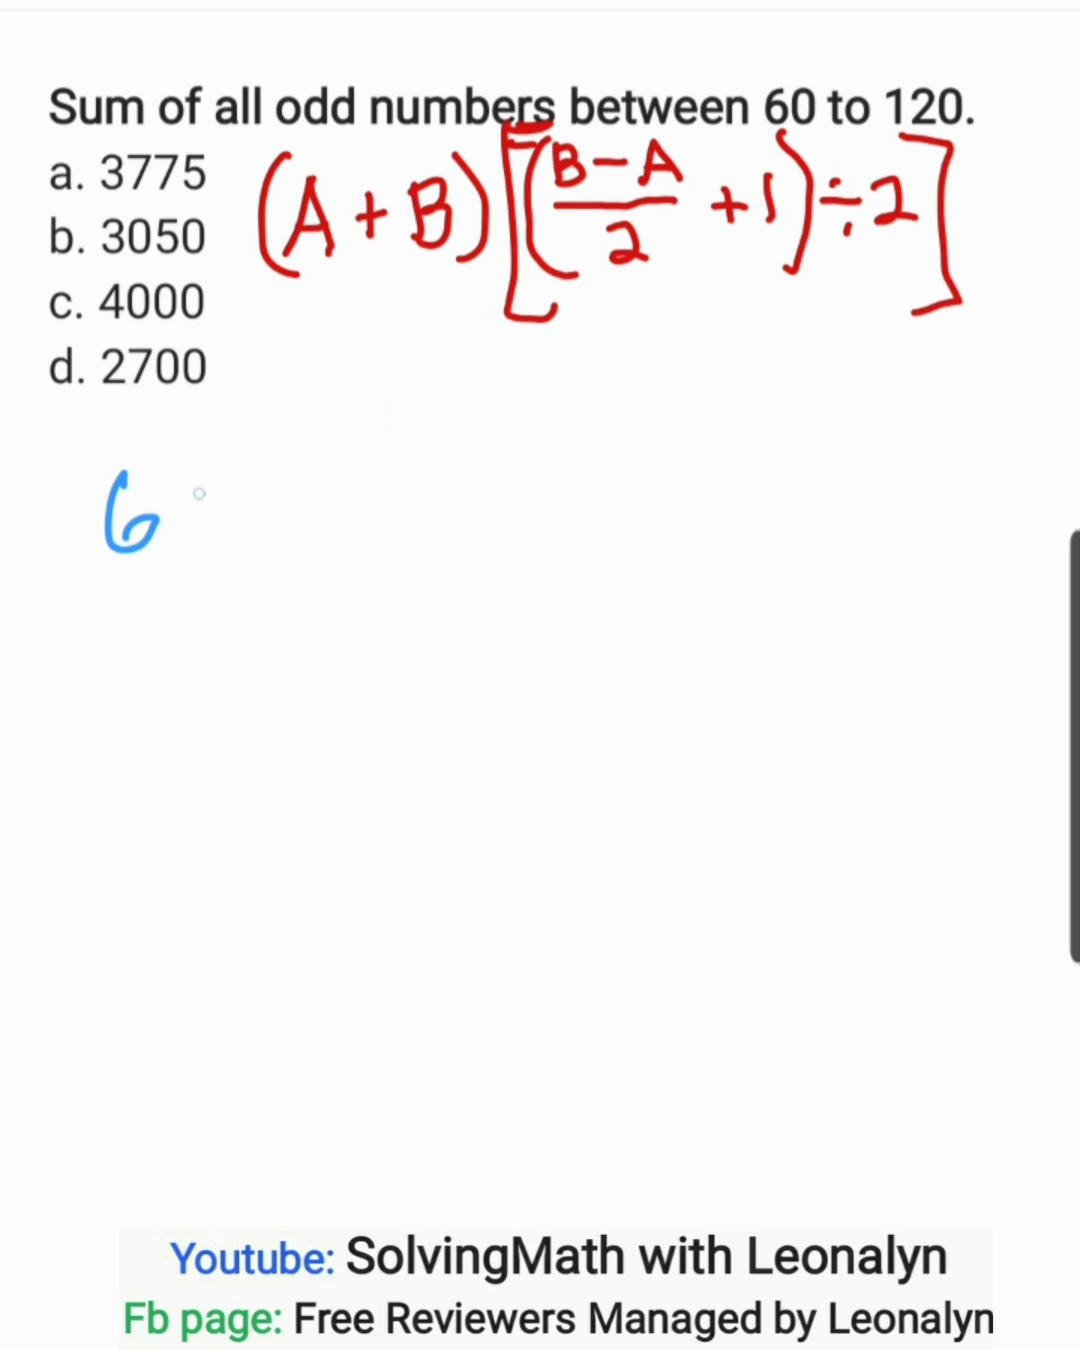 Sum of all odd numbers between 60 to 120.
a. 3775
b. 3050
c. 4000
d. 2700
(A+B)[(B-A/2 +1)÷2]
6
Youtube: SolvingMath with Leonalyn
Fb page: Free Reviewers Managed by Leonalyn